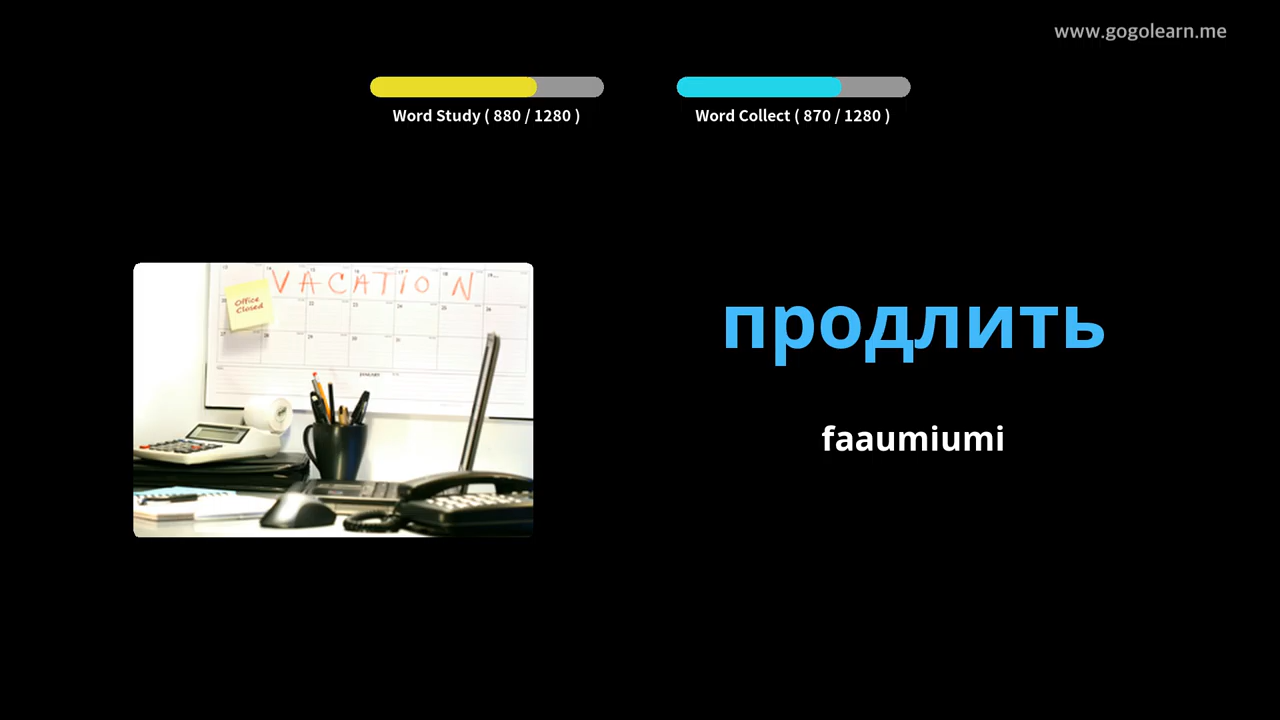 www.gogolearn.me
Word Study ( 880 / 1280 )
Word Collect ( 870 / 1280 )
VACATION
Office
Closed
продлить
faaumiumi